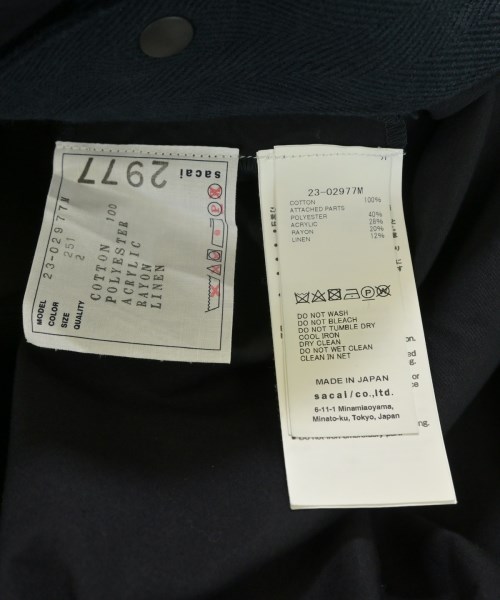 sacai
2977
MODEL 23-02977M
COLOR 251
SIZE 2
QUALITY COTTON 100
POLYESTER
ACRYLIC
RAYON
LINEN
23-02977M
COTTON 100%
ATTACHED PARTS
POLYESTER 40%
ACRYLIC 28%
RAYON 20%
LINEN 12%
DO NOT WASH
DO NOT BLEACH
DO NOT TUMBLE DRY
COOL IRON
DRY CLEAN
DO NOT WET CLEAN
CLEAN IN NET
MADE IN JAPAN
sacai/co.,ltd.
6-11-1 Minamiaoyama,
Minato-ku, Tokyo, Japan